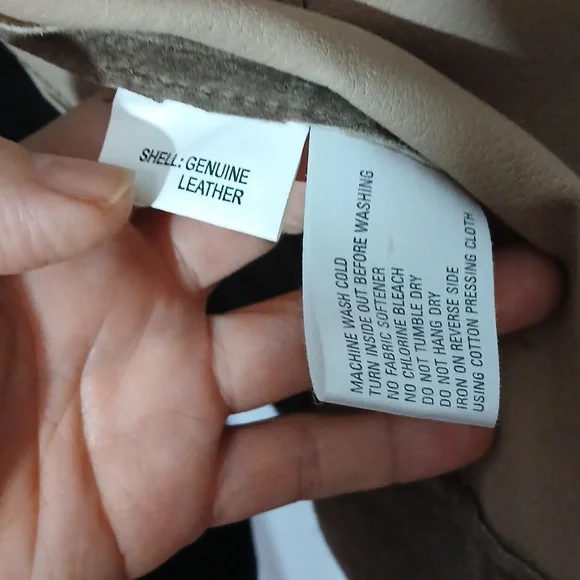 SHELL: GENUINE
LEATHER
MACHINE WASH COLD
TURN INSIDE OUT BEFORE WASHING
NO FABRIC SOFTENER
NO CHLORINE BLEACH
DO NOT TUMBLE DRY
DO NOT HANG DRY
IRON ON REVERSE SIDE
USING COTTON PRESSING CLOTH